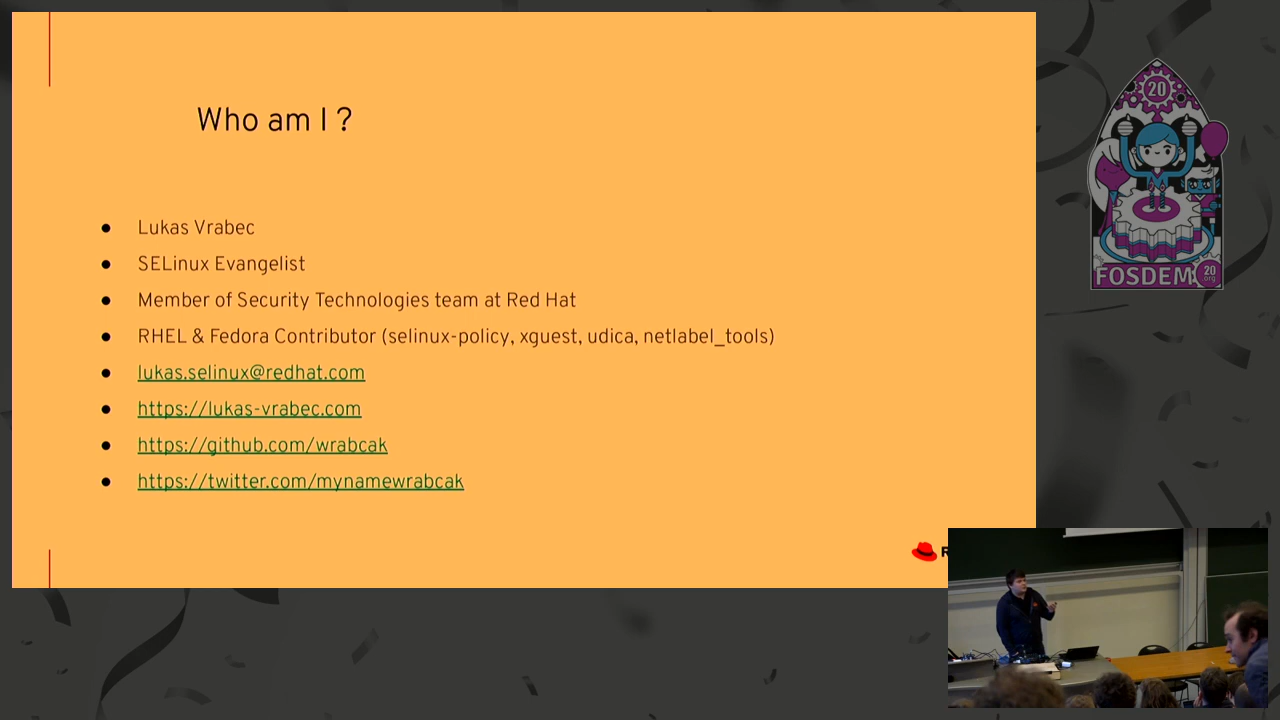 Who am I ?
Lukas Vrabec
SELinux Evangelist
Member of Security Technologies team at Red Hat
RHEL & Fedora Contributor (selinux-policy, xguest, udica, netlabel_tools)
lukas.selinux@redhat.com
https://lukas-vrabec.com
https://github.com/wrabcak
https://twitter.com/mynamewrabcak
20
FOSDEM
20
.org